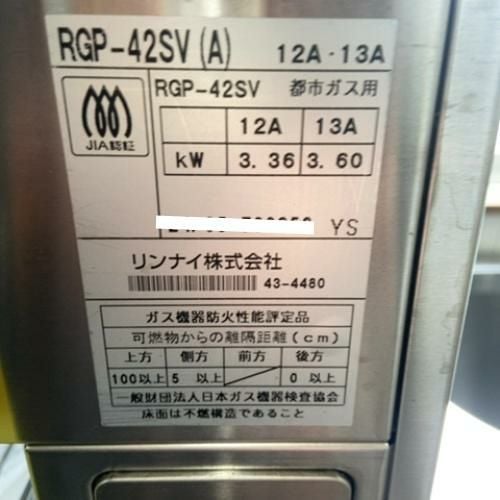 RGP-42SV(A) 12A・13A
RGP-42SV 都市ガス用
JIA認証
12A 13A
kW 3.36 3.60
YS
リンナイ株式会社
43-4480
ガス機器防火性能評定品
可燃物からの離隔距離(cm)
上方 側方 前方 後方
100以上 5 以上 0 以上
一般財団法人日本ガス機器検査協会
床面は不燃構造であること